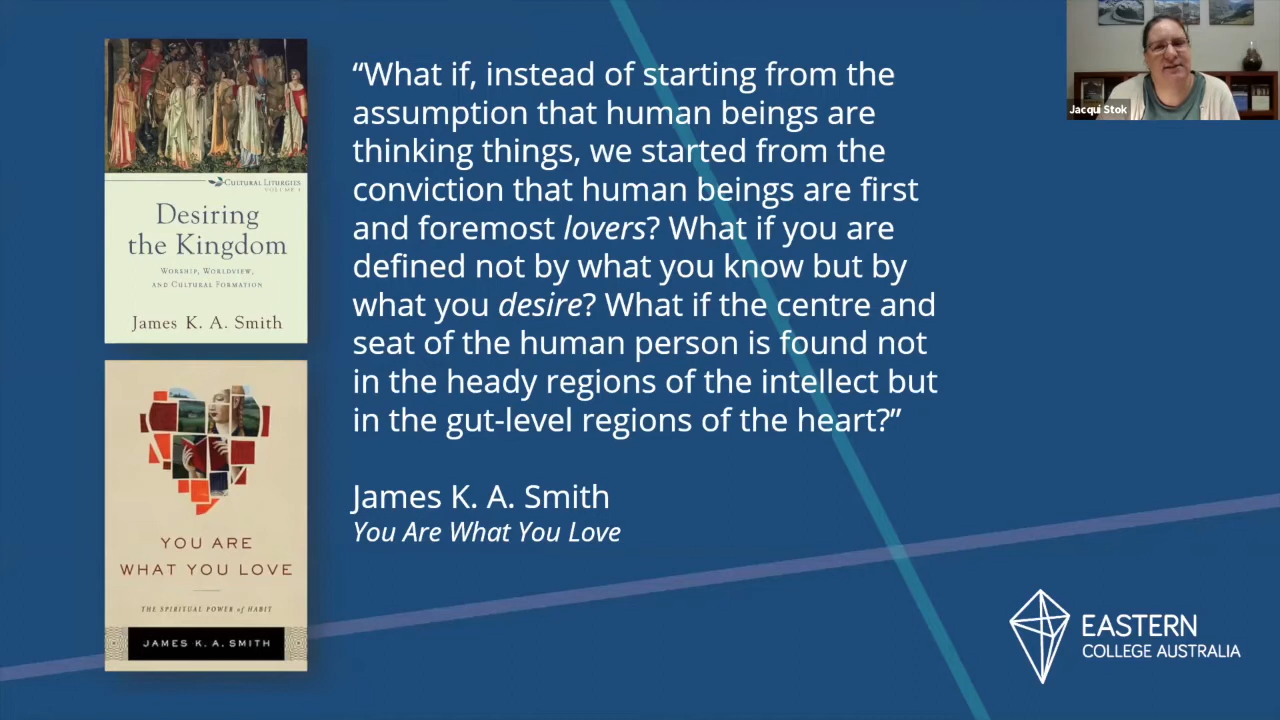 CULTURAL LITURGIES
VOLUME 1
Desiring
the Kingdom
WORSHIP, WORLDVIEW,
AND CULTURAL FORMATION
James K. A. Smith
YOU ARE
WHAT YOU LOVE
THE SPIRITUAL POWER of HABIT
JAMES K. A. SMITH
“What if, instead of starting from the
assumption that human beings are
thinking things, we started from the
conviction that human beings are first
and foremost lovers? What if you are
defined not by what you know but by
what you desire? What if the centre and
seat of the human person is found not
in the heady regions of the intellect but
in the gut-level regions of the heart?”
James K. A. Smith
You Are What You Love
Jacqui Stok
EASTERN
COLLEGE AUSTRALIA